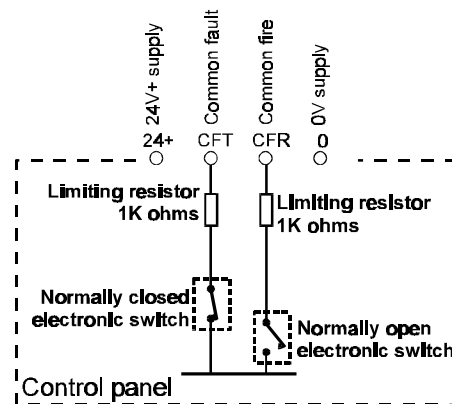 24V+ supply
Common fault
Common fire
0V supply
24+ CFT CFR 0
Limiting resistor
1K ohms
Limiting resistor
1K ohms
Normally closed
electronic switch
Normally open
electronic switch
Control panel